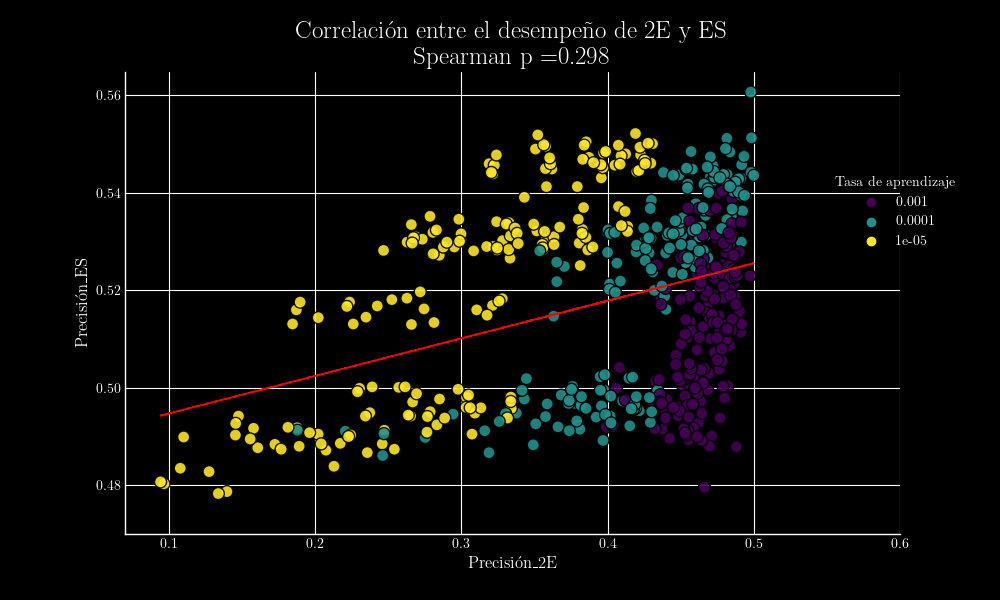 Correlación entre el desempeño de 2E y ES
Spearman p =0.298
0.56
0.54
0.52
0.50
0.48
Precisión_ES
0.1
0.2
0.3
0.4
0.5
0.6
Precisión_2E
Tasa de aprendizaje
0.001
0.0001
1e-05